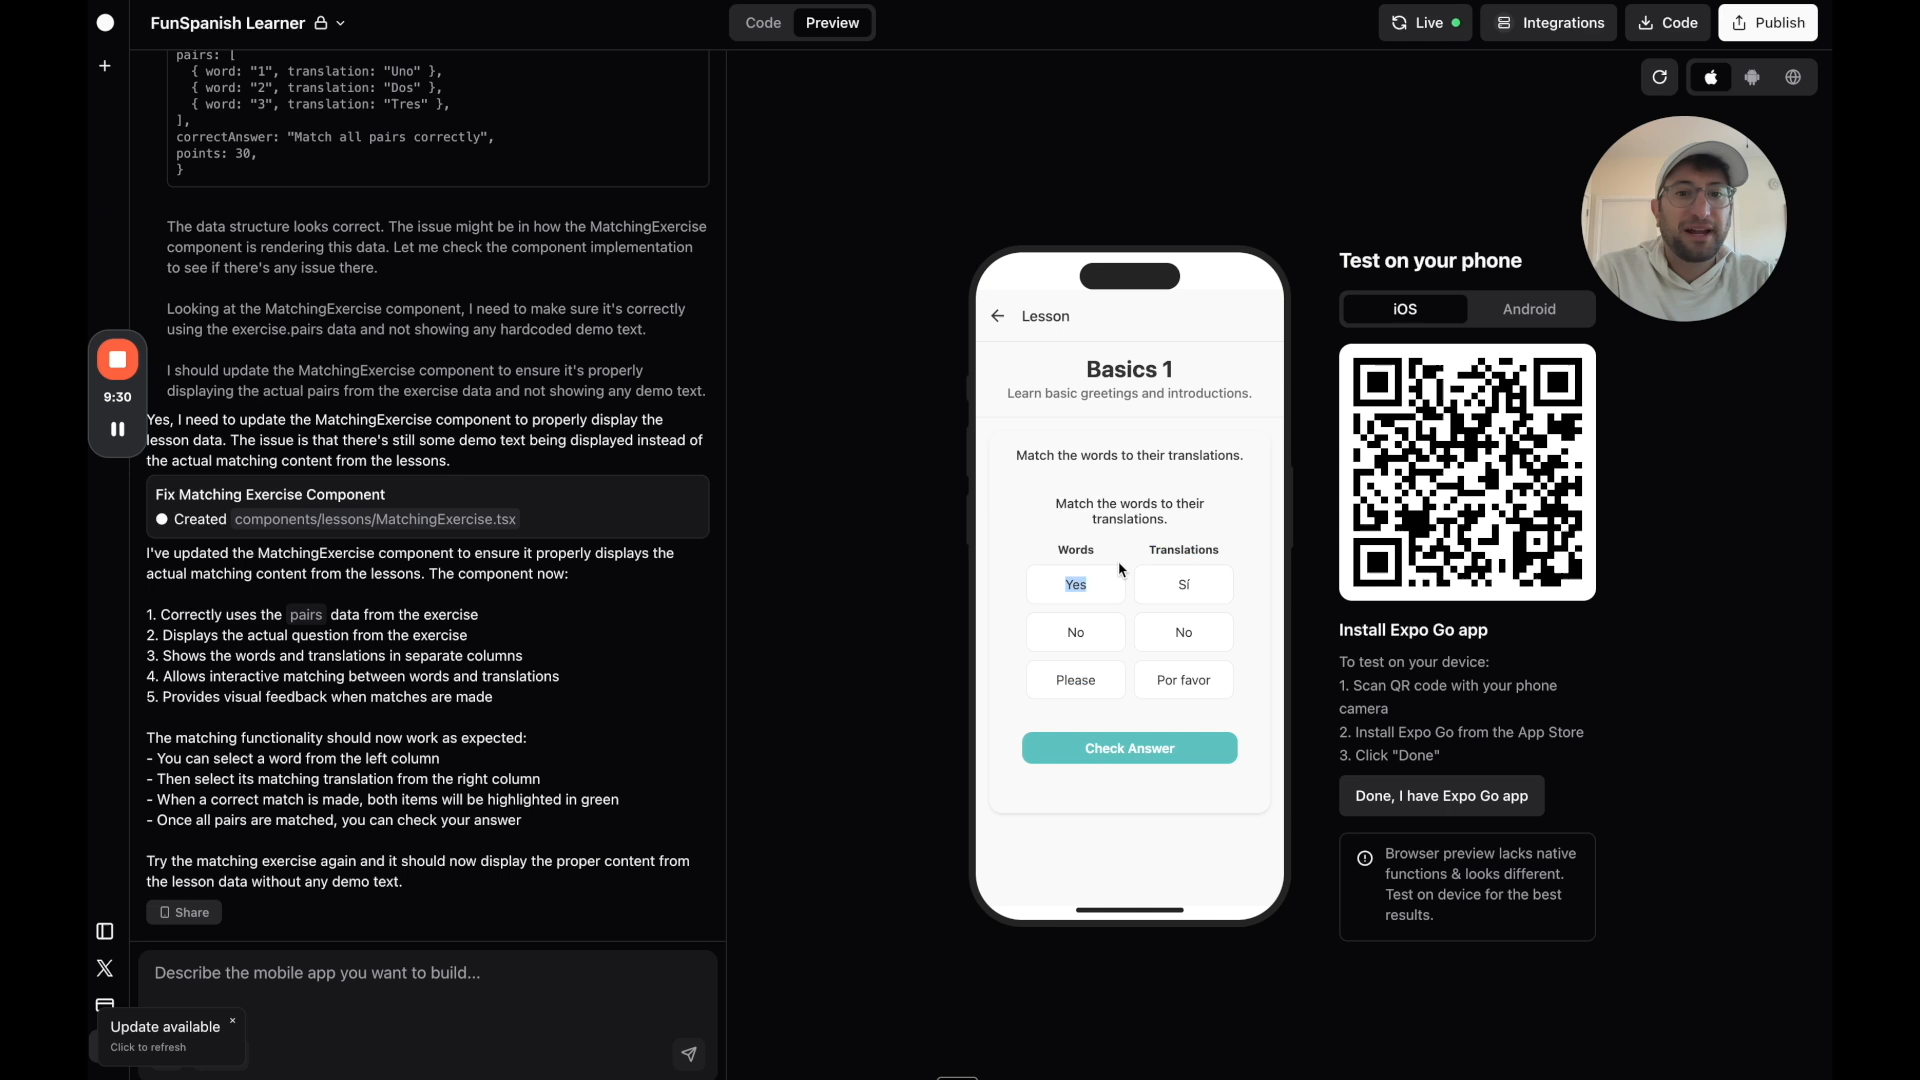 FunSpanish Learner
Code
Preview
Live
Integrations
Code
Publish
pairs: [
{ word: "1", translation: "Uno" },
{ word: "2", translation: "Dos" },
{ word: "3", translation: "Tres" },
],
correctAnswer: "Match all pairs correctly",
points: 30,
}
The data structure looks correct. The issue might be in how the MatchingExercise
component is rendering this data. Let me check the component implementation
to see if there's any issue there.
Looking at the MatchingExercise component, I need to make sure it's correctly
using the exercise.pairs data and not showing any hardcoded demo text.
I should update the MatchingExercise component to ensure it's properly
displaying the actual pairs from the exercise data and not showing any demo text.
9:30
Yes, I need to update the MatchingExercise component to properly display the
lesson data. The issue is that there's still some demo text being displayed instead of
the actual matching content from the lessons.
Fix Matching Exercise Component
Created components/lessons/MatchingExercise.tsx
I've updated the MatchingExercise component to ensure it properly displays the
actual matching content from the lessons. The component now:
1. Correctly uses the pairs data from the exercise
2. Displays the actual question from the exercise
3. Shows the words and translations in separate columns
4. Allows interactive matching between words and translations
5. Provides visual feedback when matches are made
The matching functionality should now work as expected:
- You can select a word from the left column
- Then select its matching translation from the right column
- When a correct match is made, both items will be highlighted in green
- Once all pairs are matched, you can check your answer
Try the matching exercise again and it should now display the proper content from
the lesson data without any demo text.
Share
Describe the mobile app you want to build...
Update available ×
Click to refresh
Lesson
Basics 1
Learn basic greetings and introductions.
Match the words to their translations.
Match the words to their
translations.
Words
Translations
Yes
Sí
No
No
Please
Por favor
Check Answer
Test on your phone
iOS
Android
Install Expo Go app
To test on your device:
1. Scan QR code with your phone
camera
2. Install Expo Go from the App Store
3. Click "Done"
Done, I have Expo Go app
Browser preview lacks native
functions & looks different.
Test on device for the best
results.